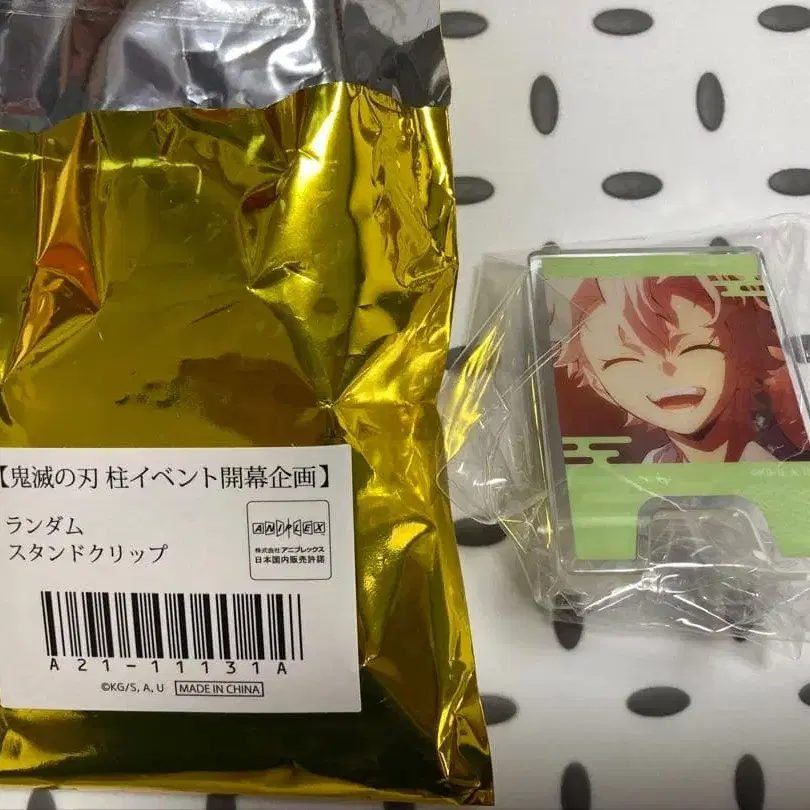 【鬼滅の刃 柱イベント開幕企画】
ランダム
スタンドクリップ
ANIPLEX
株式会社アニプレックス
日本国内販売許諾
A21-11131A
©KG/S, A, U MADE IN CHINA